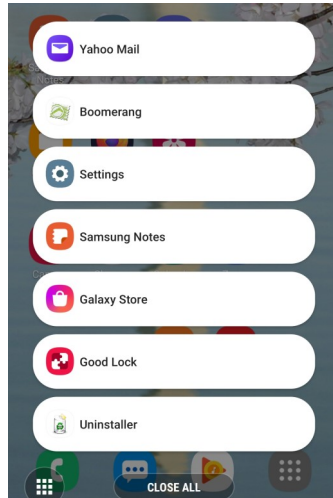 Yahoo Mail
Boomerang
Settings
Samsung Notes
Galaxy Store
Good Lock
Uninstaller
CLOSE ALL